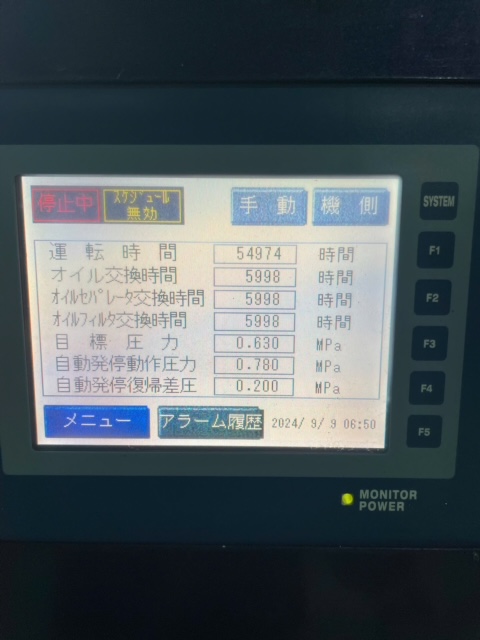 停止中
スケジュール
無効
手動
機側
SYSTEM
運転時間 54974 時間
オイル交換時間 5998 時間
オイルセパレータ交換時間 5998 時間
オイルフィルタ交換時間 5998 時間
目標圧力 0.630 MPa
自動発停動作圧力 0.780 MPa
自動発停復帰差圧 0.200 MPa
メニュー
アラーム履歴
2024/ 9/ 9 06:50
F1
F2
F3
F4
F5
MONITOR
POWER